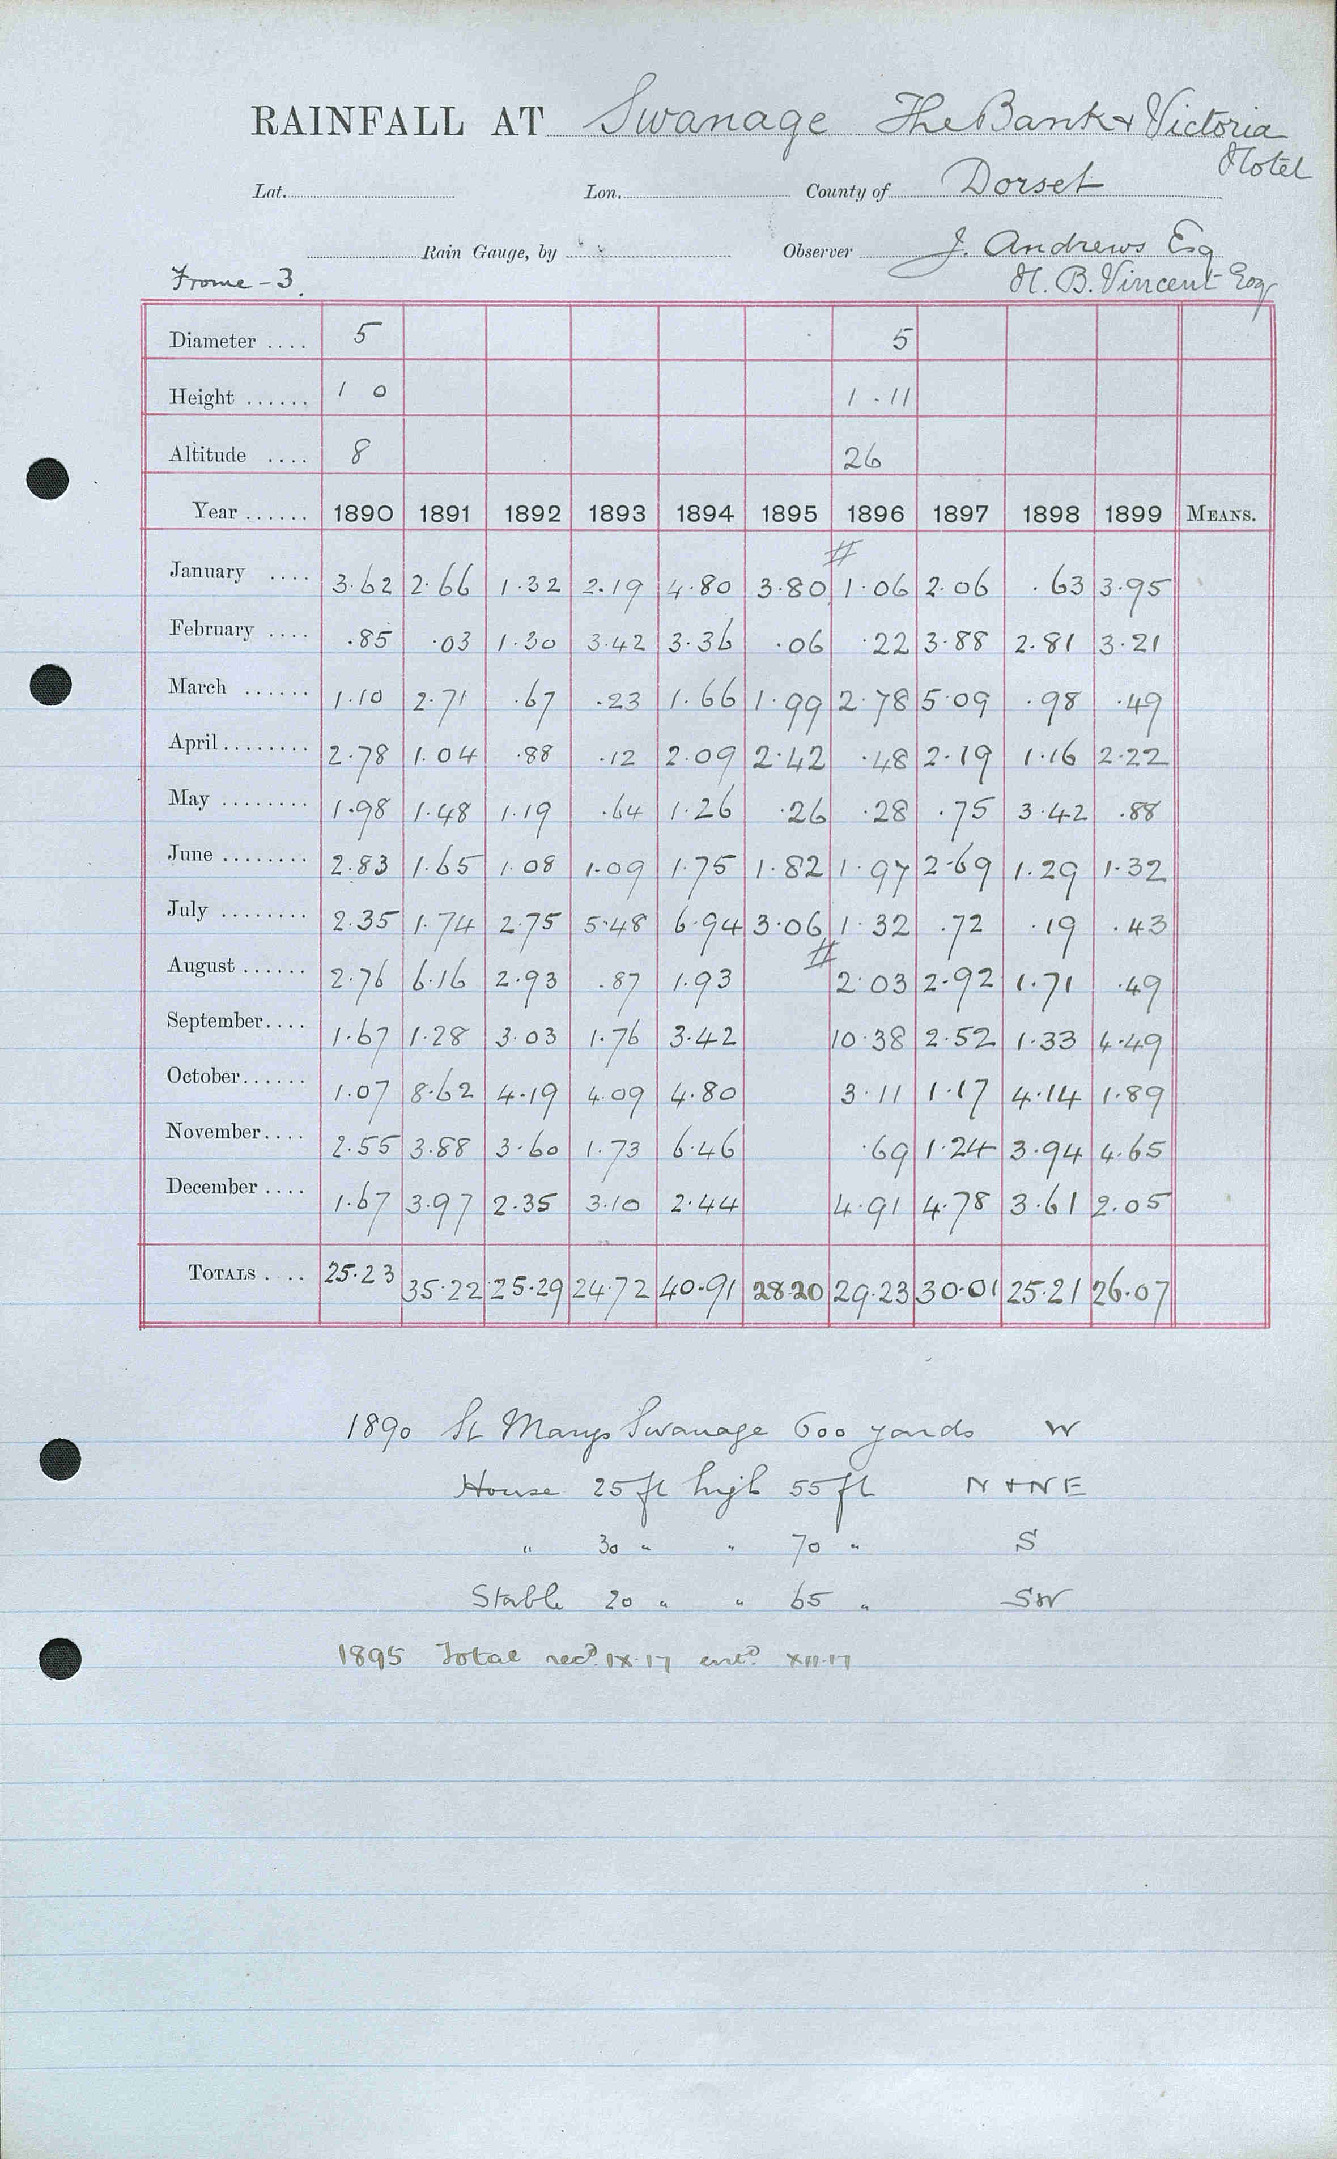 RAINFALL AT Swanage The Bank & Victoria
Hotel
Lat. Lon. County of Dorset
Rain Gauge, by Observer J. Andrews Esq
Frome - 3. H. B. Vincent Esq
Diameter .... 5 5
Height ...... 1 0 1 . 11
Altitude .... 8 26
Year ...... 1890 1891 1892 1893 1894 1895 1896 1897 1898 1899 MEANS.
#
January .... 3.62 2.66 1.32 2.19 4.80 3.80 1.06 2.06 .63 3.95
February .... .85 .03 1.30 3.42 3.36 .06 .22 3.88 2.81 3.21
March ...... 1.10 2.71 .67 .23 1.66 1.99 2.78 5.09 .98 .49
April ........ 2.78 1.04 .88 .12 2.09 2.42 .48 2.19 1.16 2.22
May ........ 1.98 1.48 1.19 .64 1.26 .26 .28 .75 3.42 .88
June ........ 2.83 1.65 1.08 1.09 1.75 1.82 1.97 2.69 1.29 1.32
July ........ 2.35 1.74 2.75 5.48 6.94 3.06 1.32 .72 .19 .43
#
August ...... 2.76 6.16 2.93 .87 1.93 2.03 2.92 1.71 .49
September.... 1.67 1.28 3.03 1.76 3.42 10.38 2.52 1.33 4.49
October...... 1.07 8.62 4.19 4.09 4.80 3.11 1.17 4.14 1.89
November.... 2.55 3.88 3.60 1.73 6.46 .69 1.24 3.94 4.65
December .... 1.67 3.97 2.35 3.10 2.44 4.91 4.78 3.61 2.05
TOTALS .... 25.23 35.22 25.29 24.72 40.91 28.20 29.23 30.01 25.21 26.07
1890 St Marys Swanage 600 yards W
House 25 ft high 55 ft N + NE
" 30 " " 70 " S
Stable 20 " " 65 " SW
1895 Total recd. IX.17 entd. XII.17